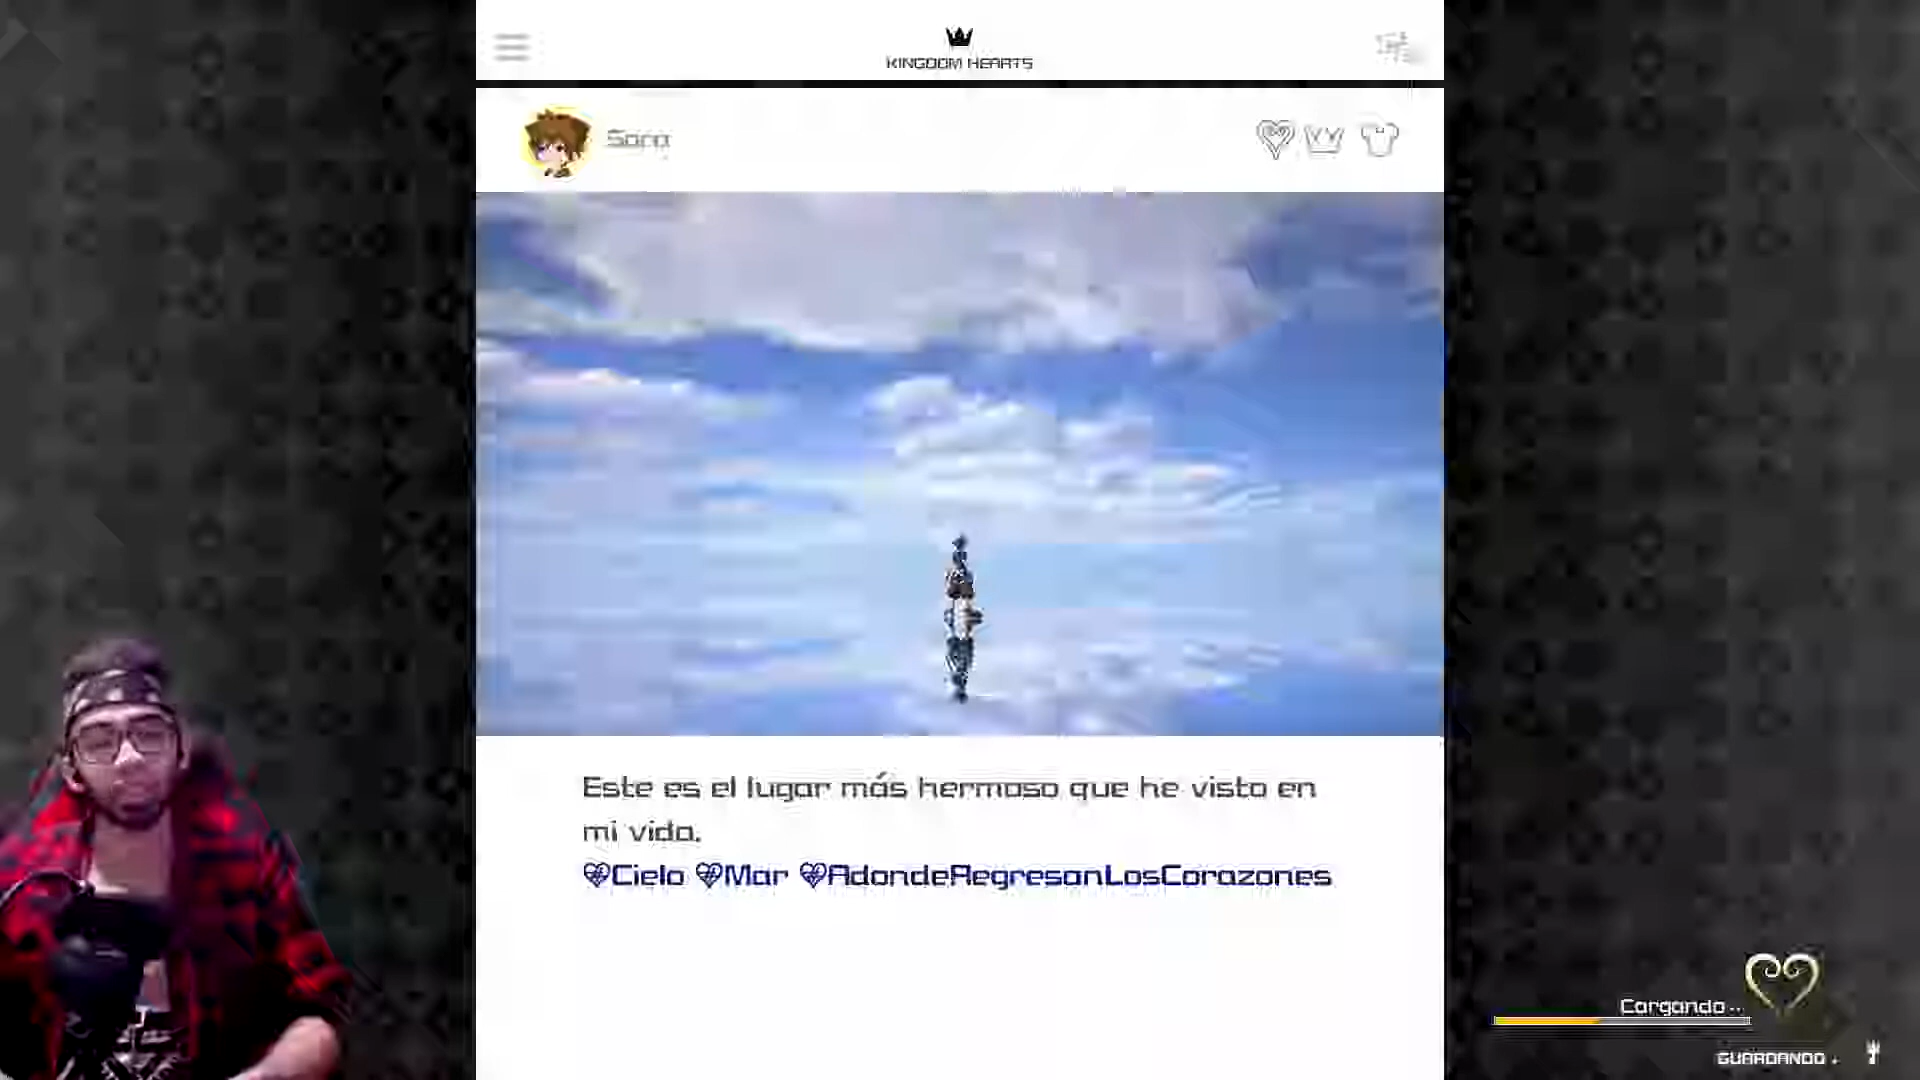 KINGDOM HEARTS
Sora
Este es el lugar más hermoso que he visto en
mi vida.
Cielo Mar AdondeRegresanLosCorazones
Cargando..
GUARDANDO .